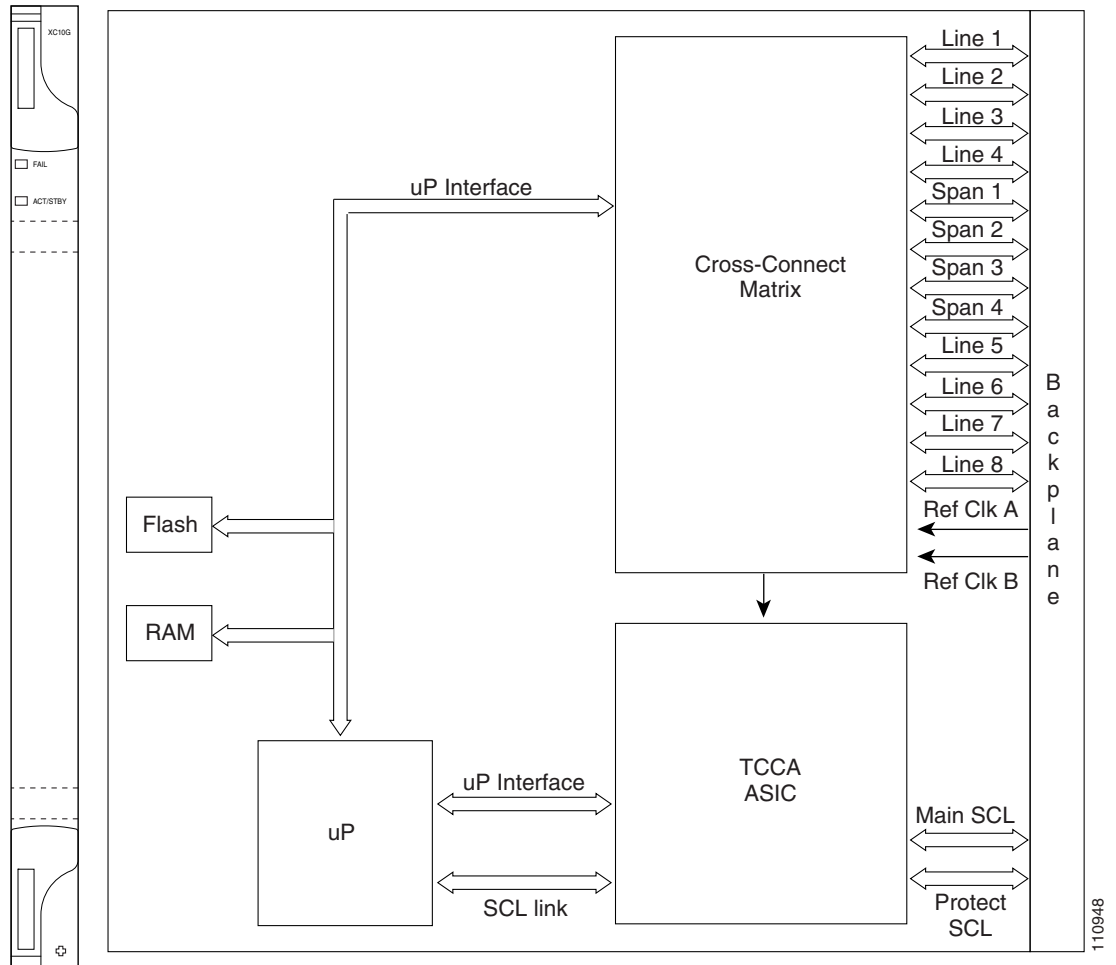 XC10G
FAIL
ACT/STBY
uP Interface
Cross-Connect
Matrix
Line 1
Line 2
Line 3
Line 4
Span 1
Span 2
Span 3
Span 4
Line 5
Line 6
Line 7
Line 8
Ref Clk A
Ref Clk B
Backplane
Flash
RAM
uP
uP Interface
SCL link
TCCA
ASIC
Main SCL
Protect
SCL
110948